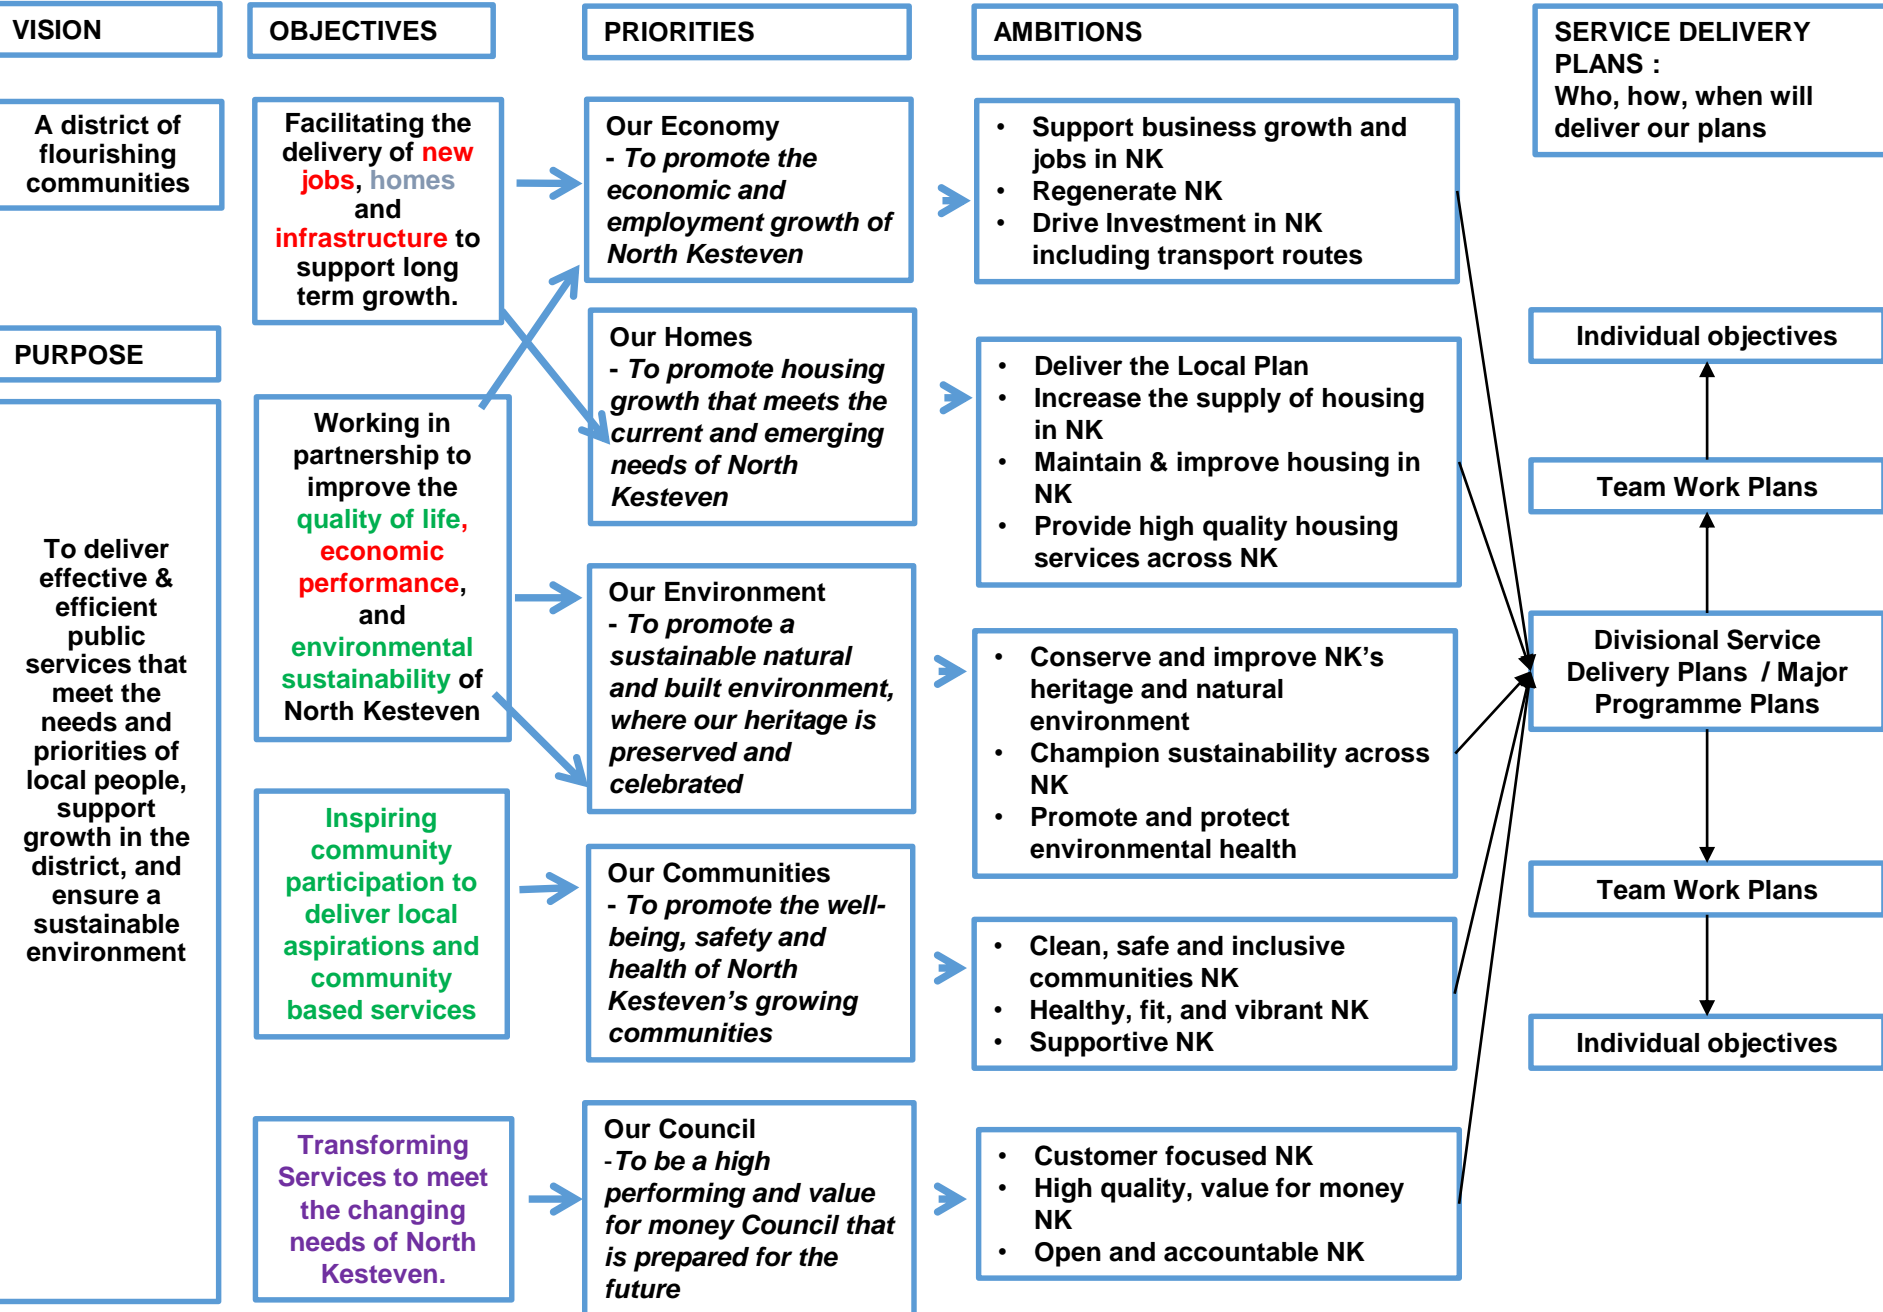 VISION
A district of
flourishing
communities
PURPOSE
To deliver
effective &
efficient
public
services that
meet the
needs and
priorities of
local people,
support
growth in the
district, and
ensure a
sustainable
environment
OBJECTIVES
Facilitating the
delivery of new
jobs, homes
and
infrastructure to
support long
term growth.
Working in
partnership to
improve the
quality of life,
economic
performance,
and
environmental
sustainability of
North Kesteven
Inspiring
community
participation to
deliver local
aspirations and
community
based services
Transforming
Services to meet
the changing
needs of North
Kesteven.
PRIORITIES
Our Economy
- To promote the
economic and
employment growth of
North Kesteven
Our Homes
- To promote housing
growth that meets the
current and emerging
needs of North
Kesteven
Our Environment
- To promote a
sustainable natural
and built environment,
where our heritage is
preserved and
celebrated
Our Communities
- To promote the well-
being, safety and
health of North
Kesteven’s growing
communities
Our Council
-To be a high
performing and value
for money Council that
is prepared for the
future
AMBITIONS
• Support business growth and
jobs in NK
• Regenerate NK
• Drive Investment in NK
including transport routes
• Deliver the Local Plan
• Increase the supply of housing
in NK
• Maintain & improve housing in
NK
• Provide high quality housing
services across NK
• Conserve and improve NK’s
heritage and natural
environment
• Champion sustainability across
NK
• Promote and protect
environmental health
• Clean, safe and inclusive
communities NK
• Healthy, fit, and vibrant NK
• Supportive NK
• Customer focused NK
• High quality, value for money
NK
• Open and accountable NK
SERVICE DELIVERY
PLANS :
Who, how, when will
deliver our plans
Individual objectives
Team Work Plans
Divisional Service
Delivery Plans / Major
Programme Plans
Team Work Plans
Individual objectives